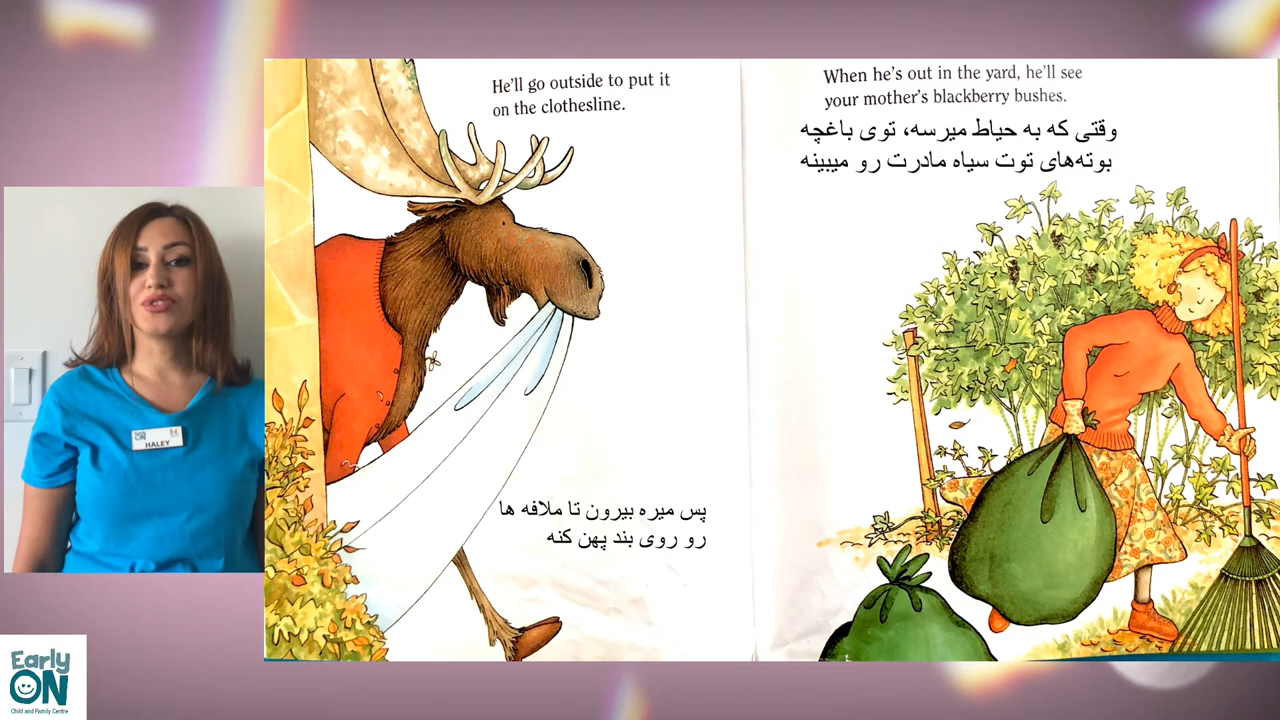 He'll go outside to put it
on the clothesline.
پس میره بیرون تا ملافه ها
رو روی بند پهن کنه
When he's out in the yard, he'll see
your mother's blackberry bushes.
وقتی که به حیاط میرسه، توی باغچه
بوته‌های توت سیاه مادرت رو میبینه
Early
ON
HALEY
Early
ON
Child and Family Centre